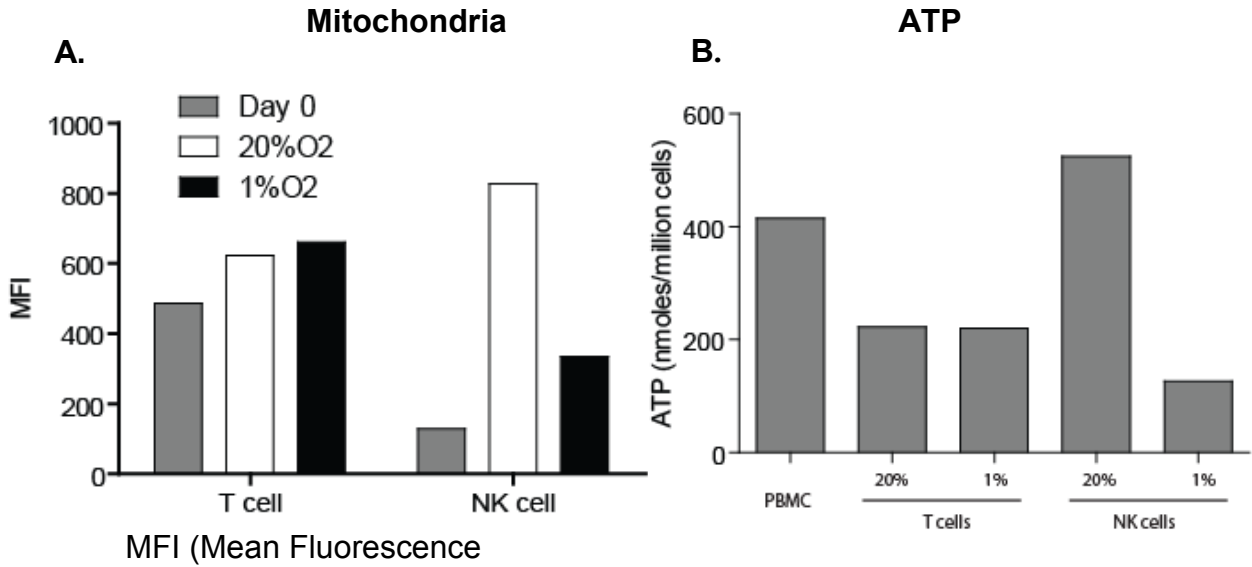 Mitochondria
ATP
A.
B.
Day 0
20%O2
1%O2
1000
800
600
400
200
0
MFI
T cell
NK cell
MFI (Mean Fluorescence
600
400
200
0
ATP (nmoles/million cells)
PBMC
20%
1%
20%
1%
T cells
NK cells